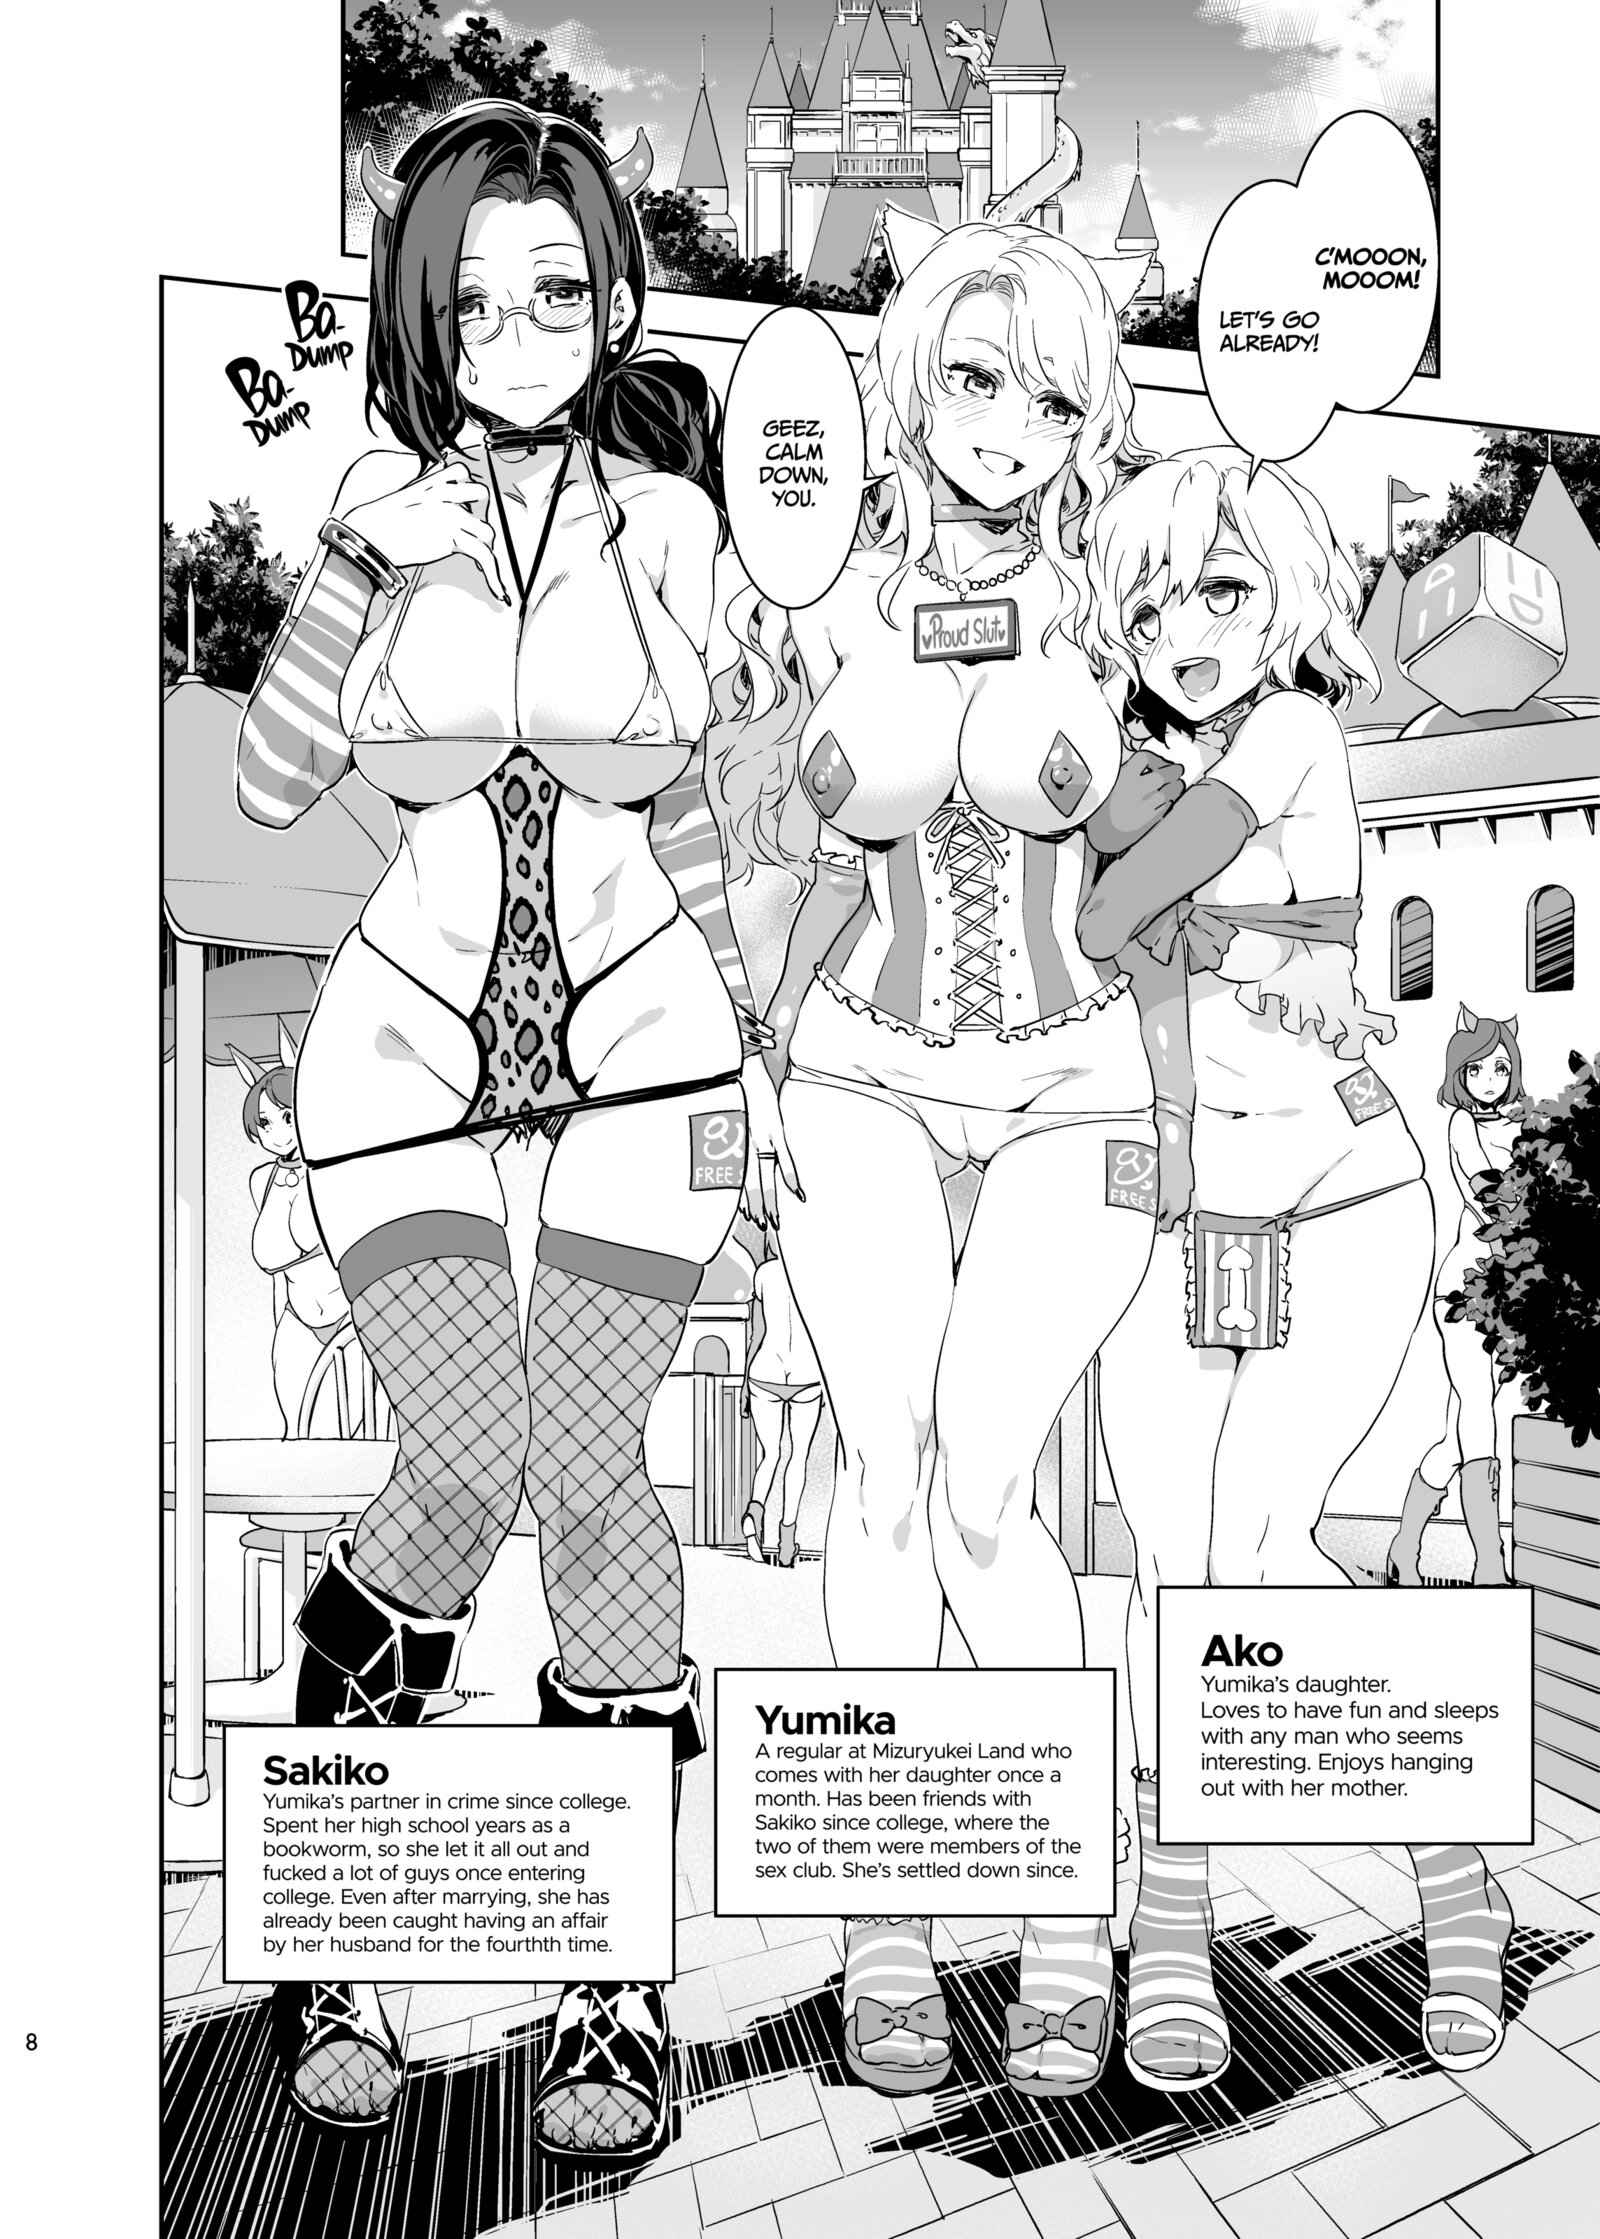 C'MOOON,
MOOOM!
LET'S GO
ALREADY!
BA-
DUMP
BA-
DUMP
GEEZ,
CALM
DOWN,
YOU.
Proud Slut
FREE S
FREE S
FREE S
Ako
Yumika's daughter.
Loves to have fun and sleeps
with any man who seems
interesting. Enjoys hanging
out with her mother.
Yumika
A regular at Mizuryukei Land who
comes with her daughter once a
month. Has been friends with
Sakiko since college, where the
two of them were members of the
sex club. She's settled down since.
Sakiko
Yumika's partner in crime since college.
Spent her high school years as a
bookworm, so she let it all out and
fucked a lot of guys once entering
college. Even after marrying, she has
already been caught having an affair
by her husband for the fourthth time.
8